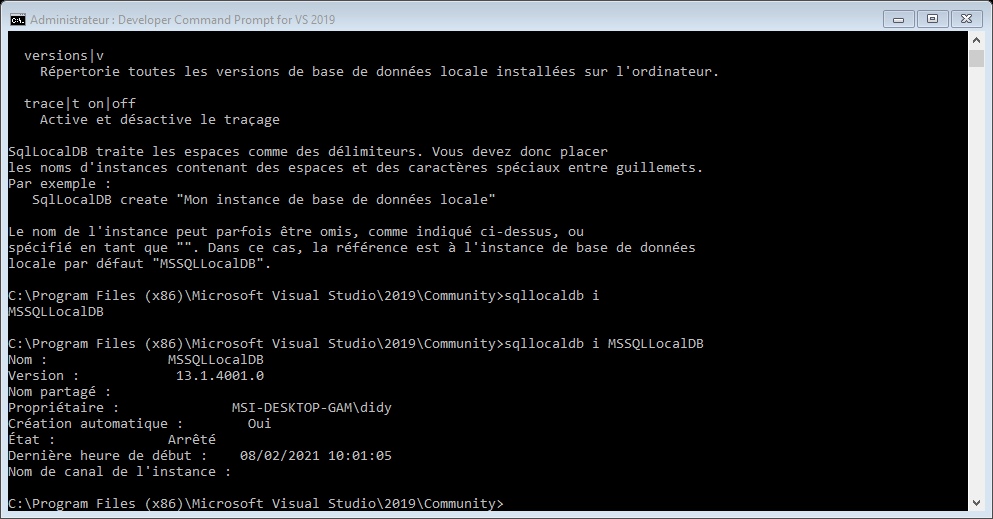 Administrateur : Developer Command Prompt for VS 2019
versions|v
Répertorie toutes les versions de base de données locale installées sur l'ordinateur.
trace|t on|off
Active et désactive le traçage
SqlLocalDB traite les espaces comme des délimiteurs. Vous devez donc placer
les noms d'instances contenant des espaces et des caractères spéciaux entre guillemets.
Par exemple :
SqlLocalDB create "Mon instance de base de données locale"
Le nom de l'instance peut parfois être omis, comme indiqué ci-dessus, ou
spécifié en tant que "". Dans ce cas, la référence est à l'instance de base de données
locale par défaut "MSSQLLocalDB".
C:\Program Files (x86)\Microsoft Visual Studio\2019\Community>sqllocaldb i
MSSQLLocalDB
C:\Program Files (x86)\Microsoft Visual Studio\2019\Community>sqllocaldb i MSSQLLocalDB
Nom : MSSQLLocalDB
Version : 13.1.4001.0
Nom partagé :
Propriétaire : MSI-DESKTOP-GAM\didy
Création automatique : Oui
État : Arrêté
Dernière heure de début : 08/02/2021 10:01:05
Nom de canal de l'instance :
C:\Program Files (x86)\Microsoft Visual Studio\2019\Community>